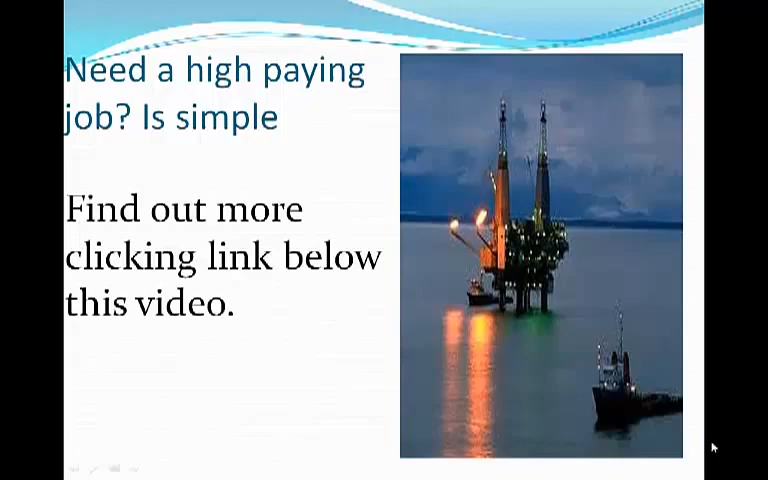 Need a high paying
job? Is simple
Find out more
clicking link below
this video.